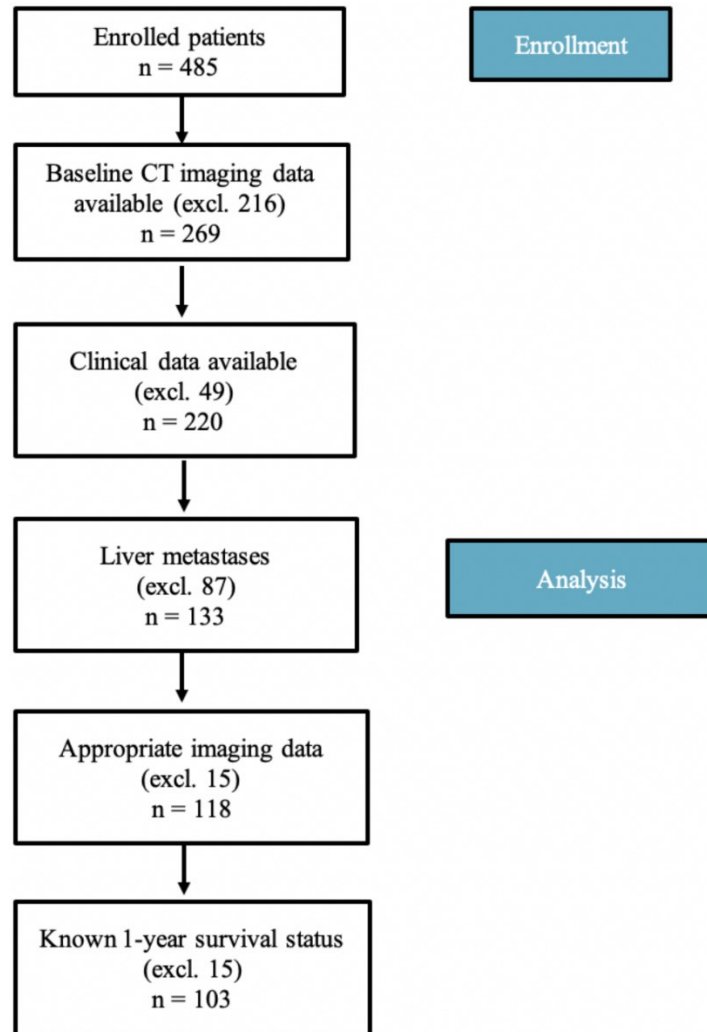 Enrolled patients
n = 485
Enrollment
Baseline CT imaging data
available (excl. 216)
n = 269
Clinical data available
(excl. 49)
n = 220
Liver metastases
(excl. 87)
n = 133
Analysis
Appropriate imaging data
(excl. 15)
n = 118
Known 1-year survival status
(excl. 15)
n = 103